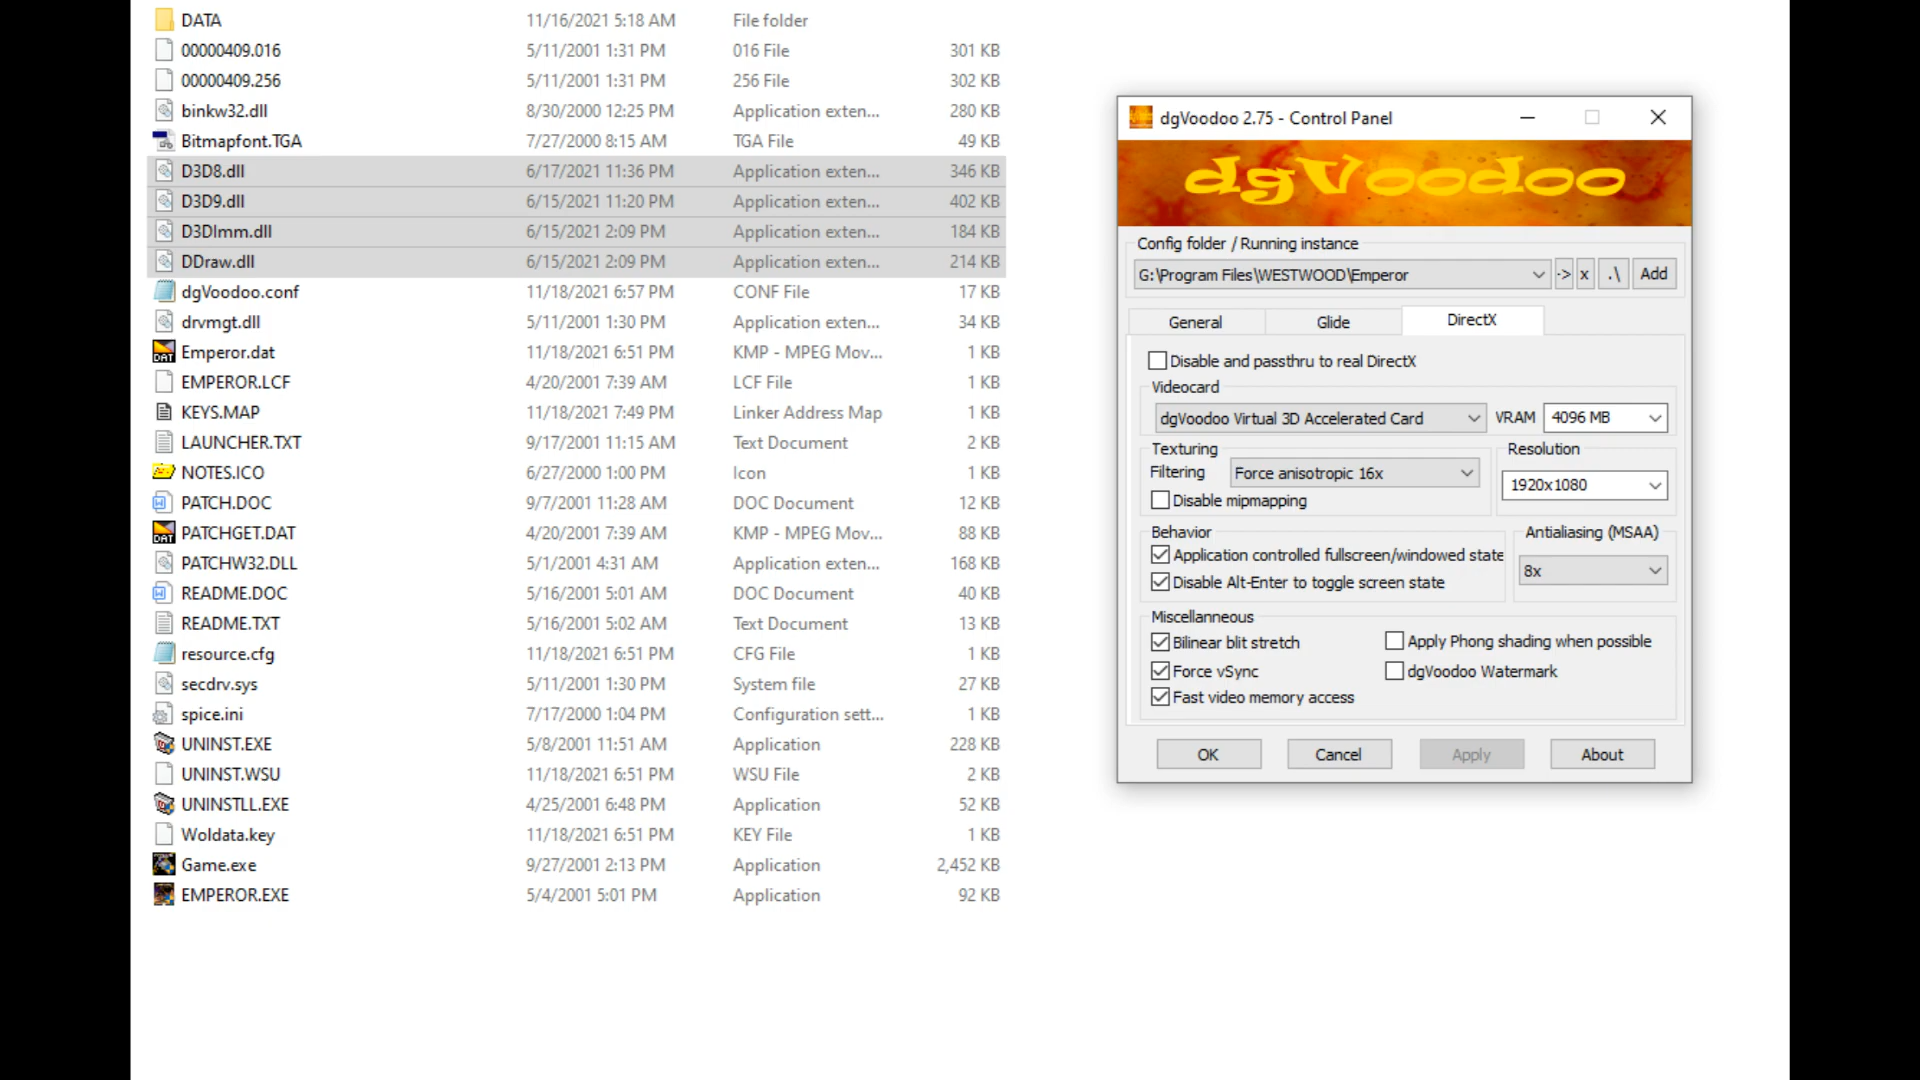 DATA 11/16/2021 5:18 AM File folder
00000409.016 5/11/2001 1:31 PM 016 File 301 KB
00000409.256 5/11/2001 1:31 PM 256 File 302 KB
binkw32.dll 8/30/2000 12:25 PM Application exten... 280 KB
Bitmapfont.TGA 7/27/2000 8:15 AM TGA File 49 KB
D3D8.dll 6/17/2021 11:36 PM Application exten... 346 KB
D3D9.dll 6/15/2021 11:20 PM Application exten... 402 KB
D3DImm.dll 6/15/2021 2:09 PM Application exten... 184 KB
DDraw.dll 6/15/2021 2:09 PM Application exten... 214 KB
dgVoodoo.conf 11/18/2021 6:57 PM CONF File 17 KB
drvmgt.dll 5/11/2001 1:30 PM Application exten... 34 KB
DAT Emperor.dat 11/18/2021 6:51 PM KMP - MPEG Mov... 1 KB
EMPEROR.LCF 4/20/2001 7:39 AM LCF File 1 KB
KEYS.MAP 11/18/2021 7:49 PM Linker Address Map 1 KB
LAUNCHER.TXT 9/17/2001 11:15 AM Text Document 2 KB
NOTES.ICO 6/27/2000 1:00 PM Icon 1 KB
PATCH.DOC 9/7/2001 11:28 AM DOC Document 12 KB
DAT PATCHGET.DAT 4/20/2001 7:39 AM KMP - MPEG Mov... 88 KB
PATCHW32.DLL 5/1/2001 4:31 AM Application exten... 168 KB
README.DOC 5/16/2001 5:01 AM DOC Document 40 KB
README.TXT 5/16/2001 5:02 AM Text Document 13 KB
resource.cfg 11/18/2021 6:51 PM CFG File 1 KB
secdrv.sys 5/11/2001 1:30 PM System file 27 KB
spice.ini 7/17/2000 1:04 PM Configuration sett... 1 KB
UNINST.EXE 5/8/2001 11:51 AM Application 228 KB
UNINST.WSU 11/18/2021 6:51 PM WSU File 2 KB
UNINSTLL.EXE 4/25/2001 6:48 PM Application 52 KB
Woldata.key 11/18/2021 6:51 PM KEY File 1 KB
Game.exe 9/27/2001 2:13 PM Application 2,452 KB
EMPEROR.EXE 5/4/2001 5:01 PM Application 92 KB
dgVoodoo 2.75 - Control Panel
dgVoodoo
Config folder / Running instance
G:\Program Files\WESTWOOD\Emperor -> x .\ Add
General Glide DirectX
Disable and passthru to real DirectX
Videocard
dgVoodoo Virtual 3D Accelerated Card VRAM 4096 MB
Texturing Resolution
Filtering Force anisotropic 16x 1920x1080
Disable mipmapping
Behavior Antialiasing (MSAA)
Application controlled fullscreen/windowed state
8x
Disable Alt-Enter to toggle screen state
Miscellaneous
Bilinear blit stretch Apply Phong shading when possible
Force vSync dgVoodoo Watermark
Fast video memory access
OK Cancel Apply About